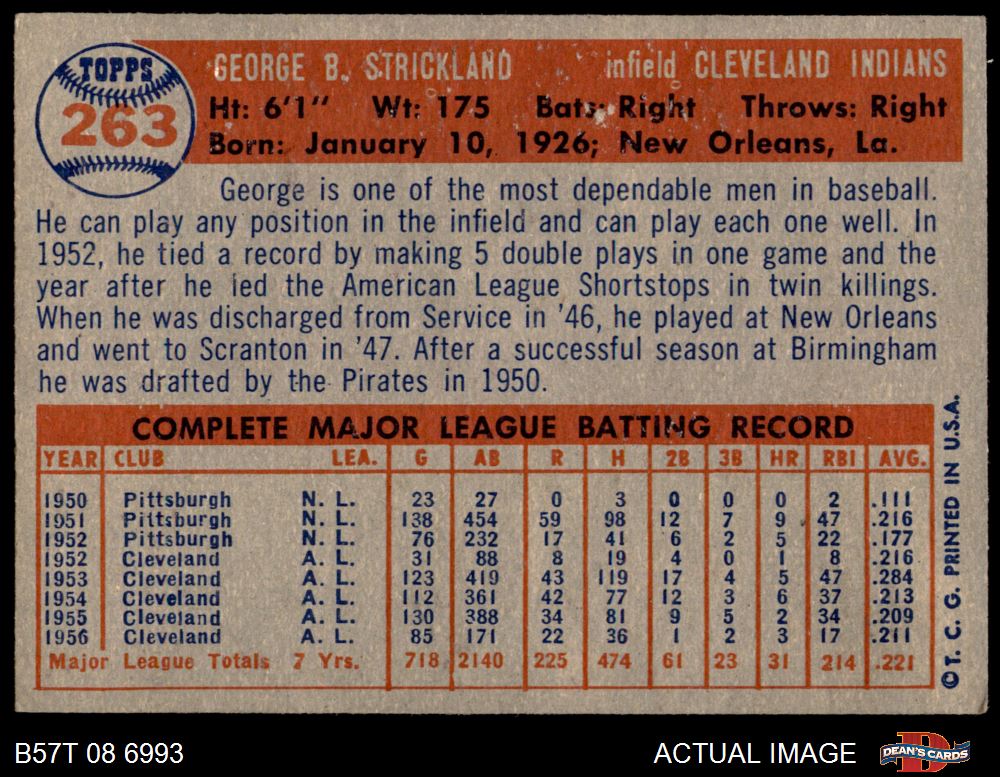 TOPPS
263
GEORGE B. STRICKLAND infield CLEVELAND INDIANS
Ht: 6'1" Wt: 175 Bats: Right Throws: Right
Born: January 10, 1926; New Orleans, La.
George is one of the most dependable men in baseball.
He can play any position in the infield and can play each one well. In
1952, he tied a record by making 5 double plays in one game and the
year after he led the American League Shortstops in twin killings.
When he was discharged from Service in '46, he played at New Orleans
and went to Scranton in '47. After a successful season at Birmingham
he was drafted by the Pirates in 1950.
COMPLETE MAJOR LEAGUE BATTING RECORD
YEAR CLUB LEA. G AB R H 2B 3B HR RBI AVG.
1950 Pittsburgh N. L. 23 27 0 3 0 0 0 2 .111
1951 Pittsburgh N. L. 138 454 59 98 12 7 9 47 .216
1952 Pittsburgh N. L. 76 232 17 41 6 2 5 22 .177
1952 Cleveland A. L. 31 88 8 19 4 0 1 8 .216
1953 Cleveland A. L. 123 419 43 119 17 4 5 47 .284
1954 Cleveland A. L. 112 361 42 77 12 3 6 37 .213
1955 Cleveland A. L. 130 388 34 81 9 5 2 34 .209
1956 Cleveland A. L. 85 171 22 36 1 2 3 17 .211
Major League Totals 7 Yrs. 718 2140 225 474 61 23 31 214 .221
©T. C. G. PRINTED IN U.S.A.
B57T 08 6993 ACTUAL IMAGE DEAN'S CARDS